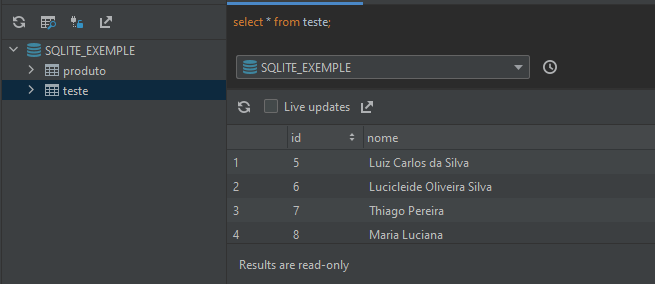 SQLITE_EXEMPLE
produto
teste
select * from teste;
SQLITE_EXEMPLE
Live updates
id nome
1 5 Luiz Carlos da Silva
2 6 Lucicleide Oliveira Silva
3 7 Thiago Pereira
4 8 Maria Luciana
Results are read-only